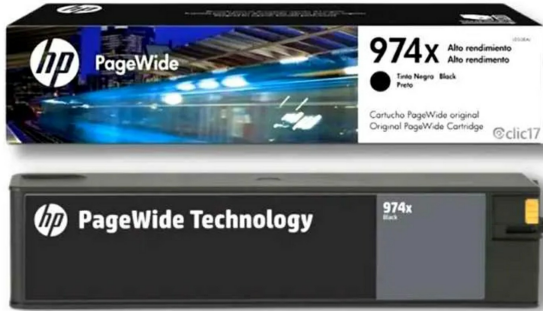 hp PageWide
974x Alto rendimiento
Alto rendimento
Tinta Negra Black
Preto
Cartucho PageWide original
Original PageWide Cartridge
clic17
hp PageWide Technology
974x
Black